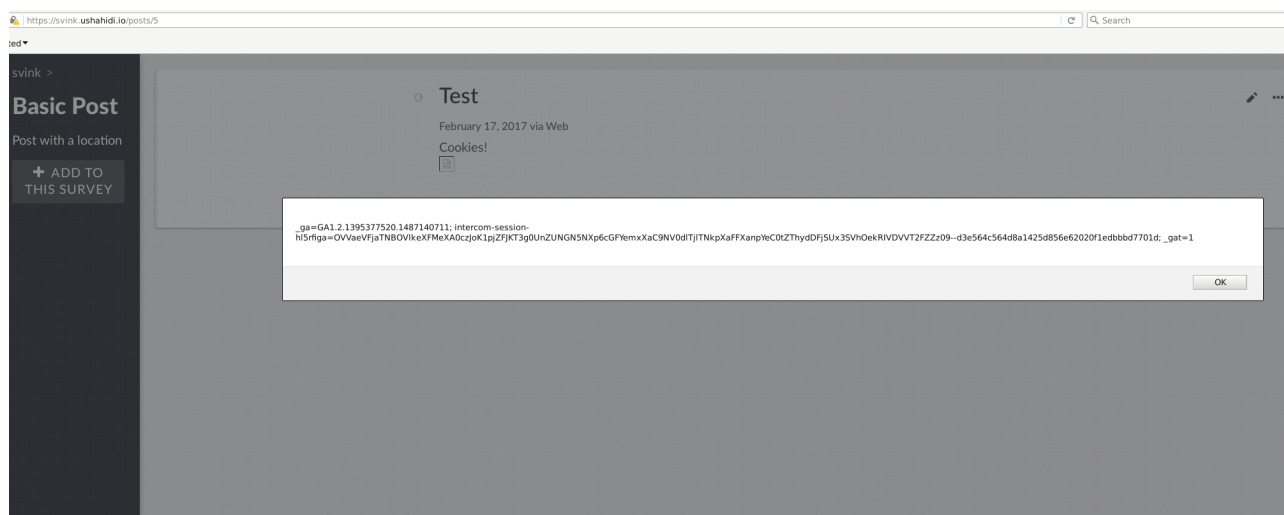 https://svink.ushahidi.io/posts/5
Search
ted
svink >
Basic Post
Post with a location
+ ADD TO
THIS SURVEY
Test
February 17, 2017 via Web
Cookies!
_ga=GA1.2.1395377520.1487140711; intercom-session-
OK